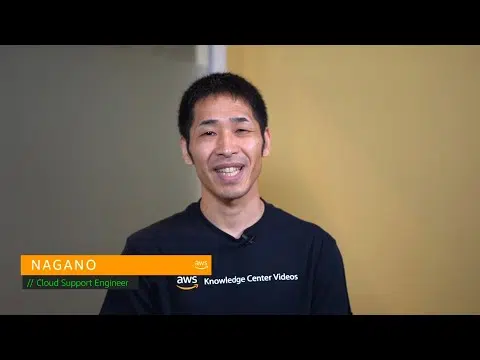 NAGANO
aws
// Cloud Support Engineer
aws Knowledge Center Videos